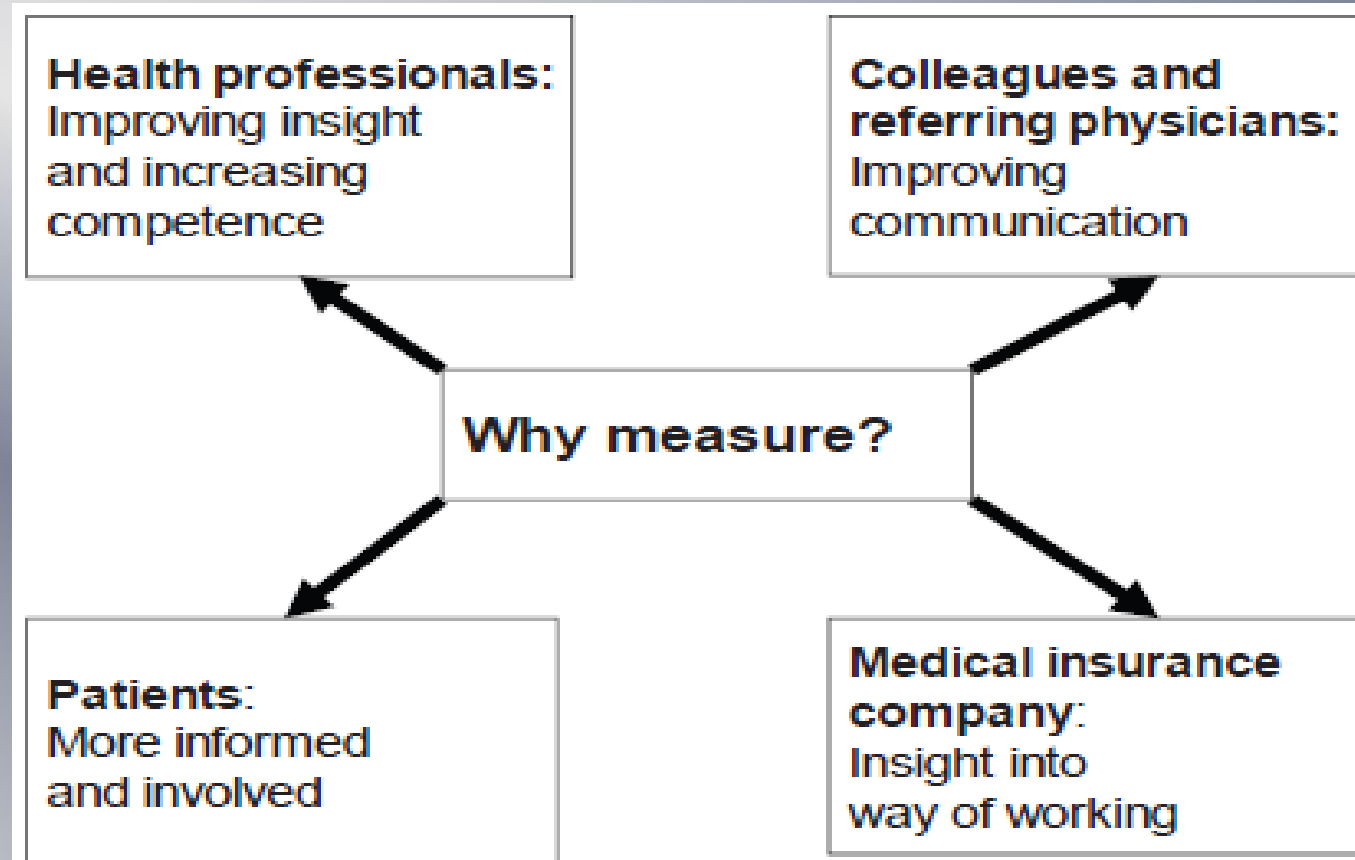 Health professionals:
Improving insight
and increasing
competence
Colleagues and
referring physicians:
Improving
communication
Why measure?
Patients:
More informed
and involved
Medical insurance
company:
Insight into
way of working